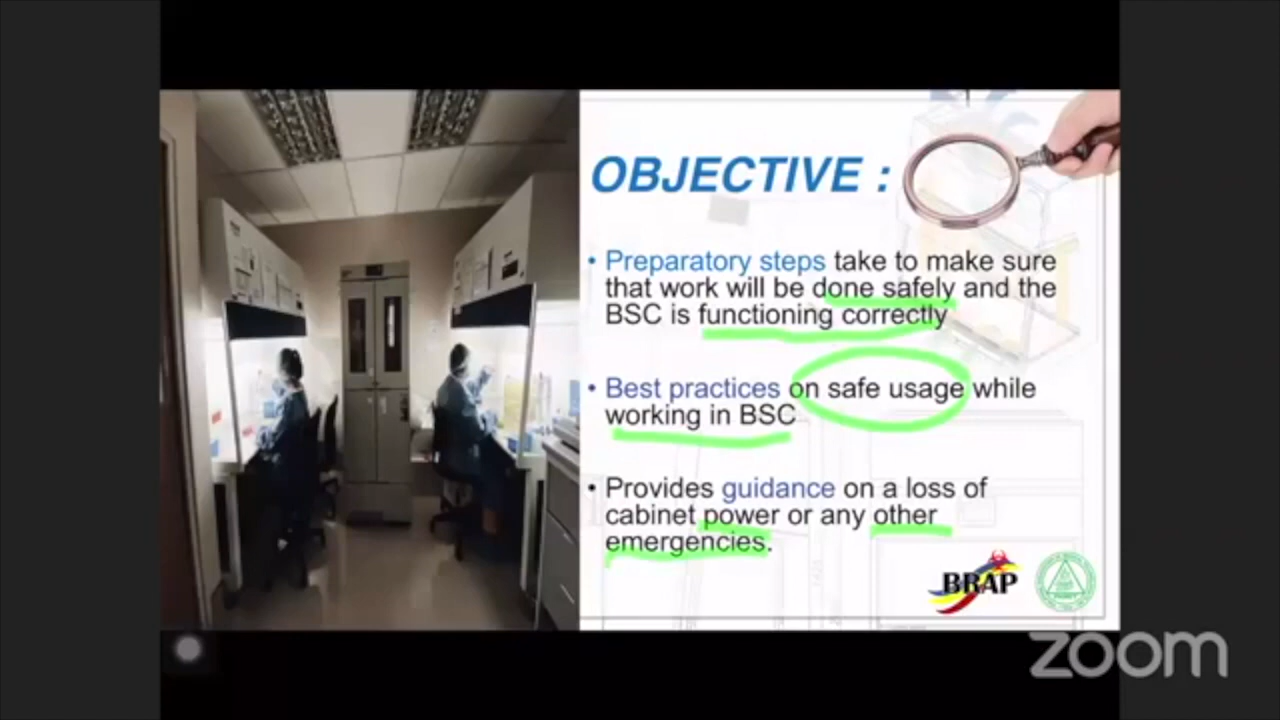 OBJECTIVE :
• Preparatory steps take to make sure
that work will be done safely and the
BSC is functioning correctly
• Best practices on safe usage while
working in BSC
• Provides guidance on a loss of
cabinet power or any other
emergencies.
BRAP
zoom